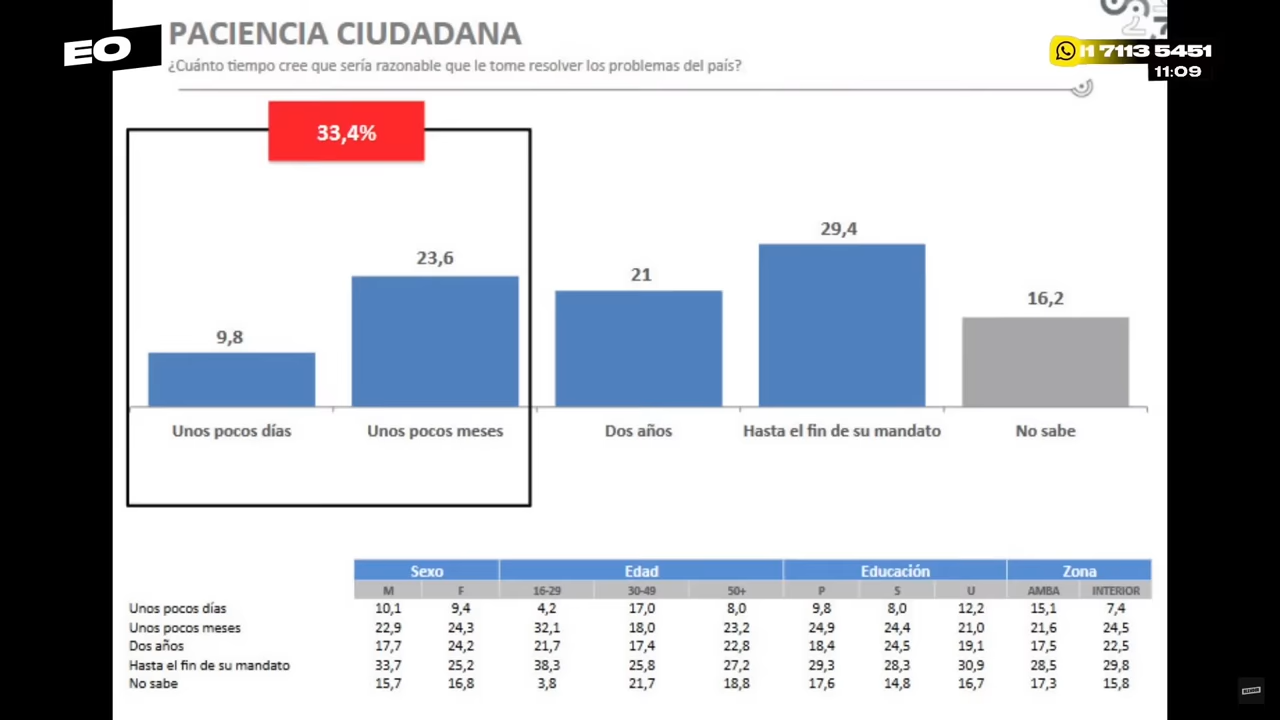 EO
PACIENCIA CIUDADANA
¿Cuánto tiempo cree que sería razonable que le tome resolver los problemas del país?
11 7113 5451
11:09
33,4%
9,8
23,6
21
29,4
16,2
Unos pocos días
Unos pocos meses
Dos años
Hasta el fin de su mandato
No sabe
Sexo Edad Educación Zona
M F 16-29 30-49 50+ P S U AMBA INTERIOR
Unos pocos días 10,1 9,4 4,2 17,0 8,0 9,8 8,0 12,2 15,1 7,4
Unos pocos meses 22,9 24,3 32,1 18,0 23,2 24,9 24,4 21,0 21,6 24,5
Dos años 17,7 24,2 21,7 17,4 22,8 18,4 24,5 19,1 17,5 22,5
Hasta el fin de su mandato 33,7 25,2 38,3 25,8 27,2 29,3 28,3 30,9 28,5 29,8
No sabe 15,7 16,8 3,8 21,7 18,8 17,6 14,8 16,7 17,3 15,8